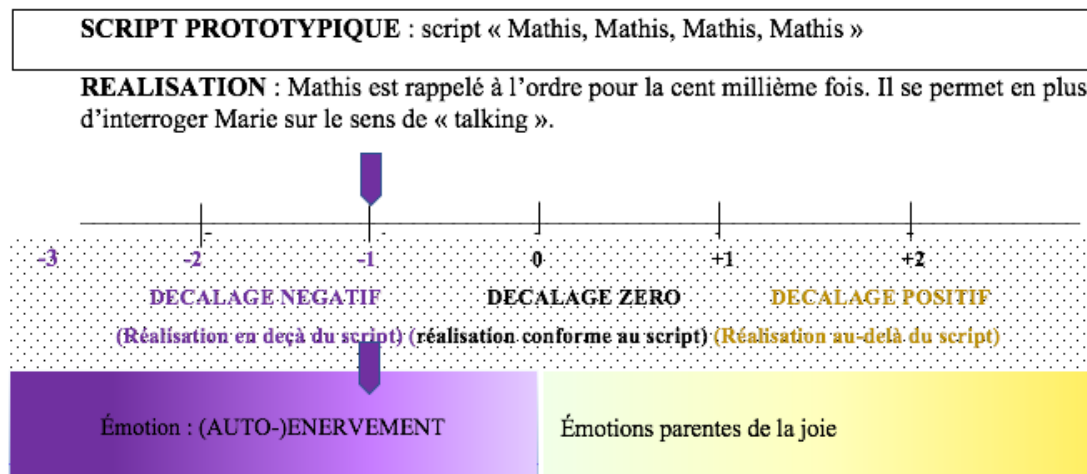 SCRIPT PROTOTYPIQUE : script « Mathis, Mathis, Mathis, Mathis »
REALISATION : Mathis est rappelé à l’ordre pour la cent millième fois. Il se permet en plus
d’interroger Marie sur le sens de « talking ».
-3 -2 -1 0 +1 +2
DECALAGE NEGATIF DECALAGE ZERO DECALAGE POSITIF
(Réalisation en deçà du script) (réalisation conforme au script) (Réalisation au-delà du script)
Émotion : (AUTO-)ENERVEMENT Émotions parentes de la joie